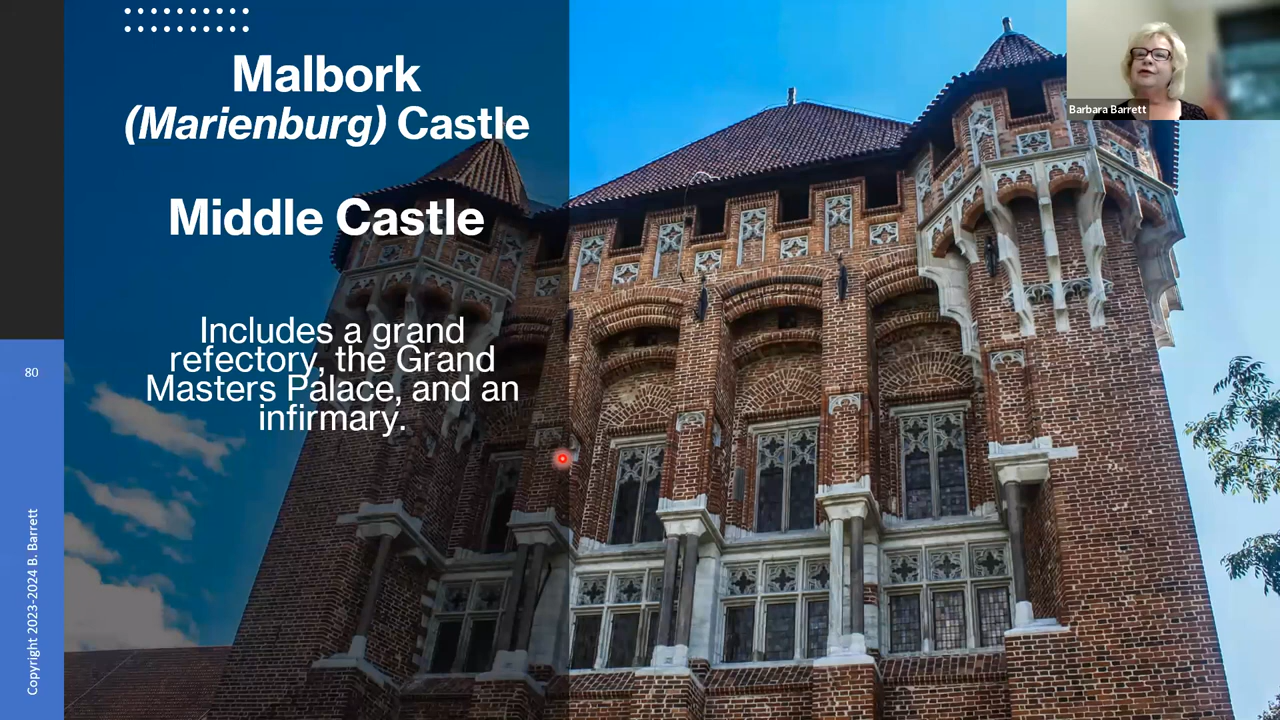 Malbork
(Marienburg) Castle
Middle Castle
Includes a grand
refectory, the Grand
Masters Palace, and an
infirmary.
80
Copyright 2023-2024 B. Barrett
Barbara Barrett